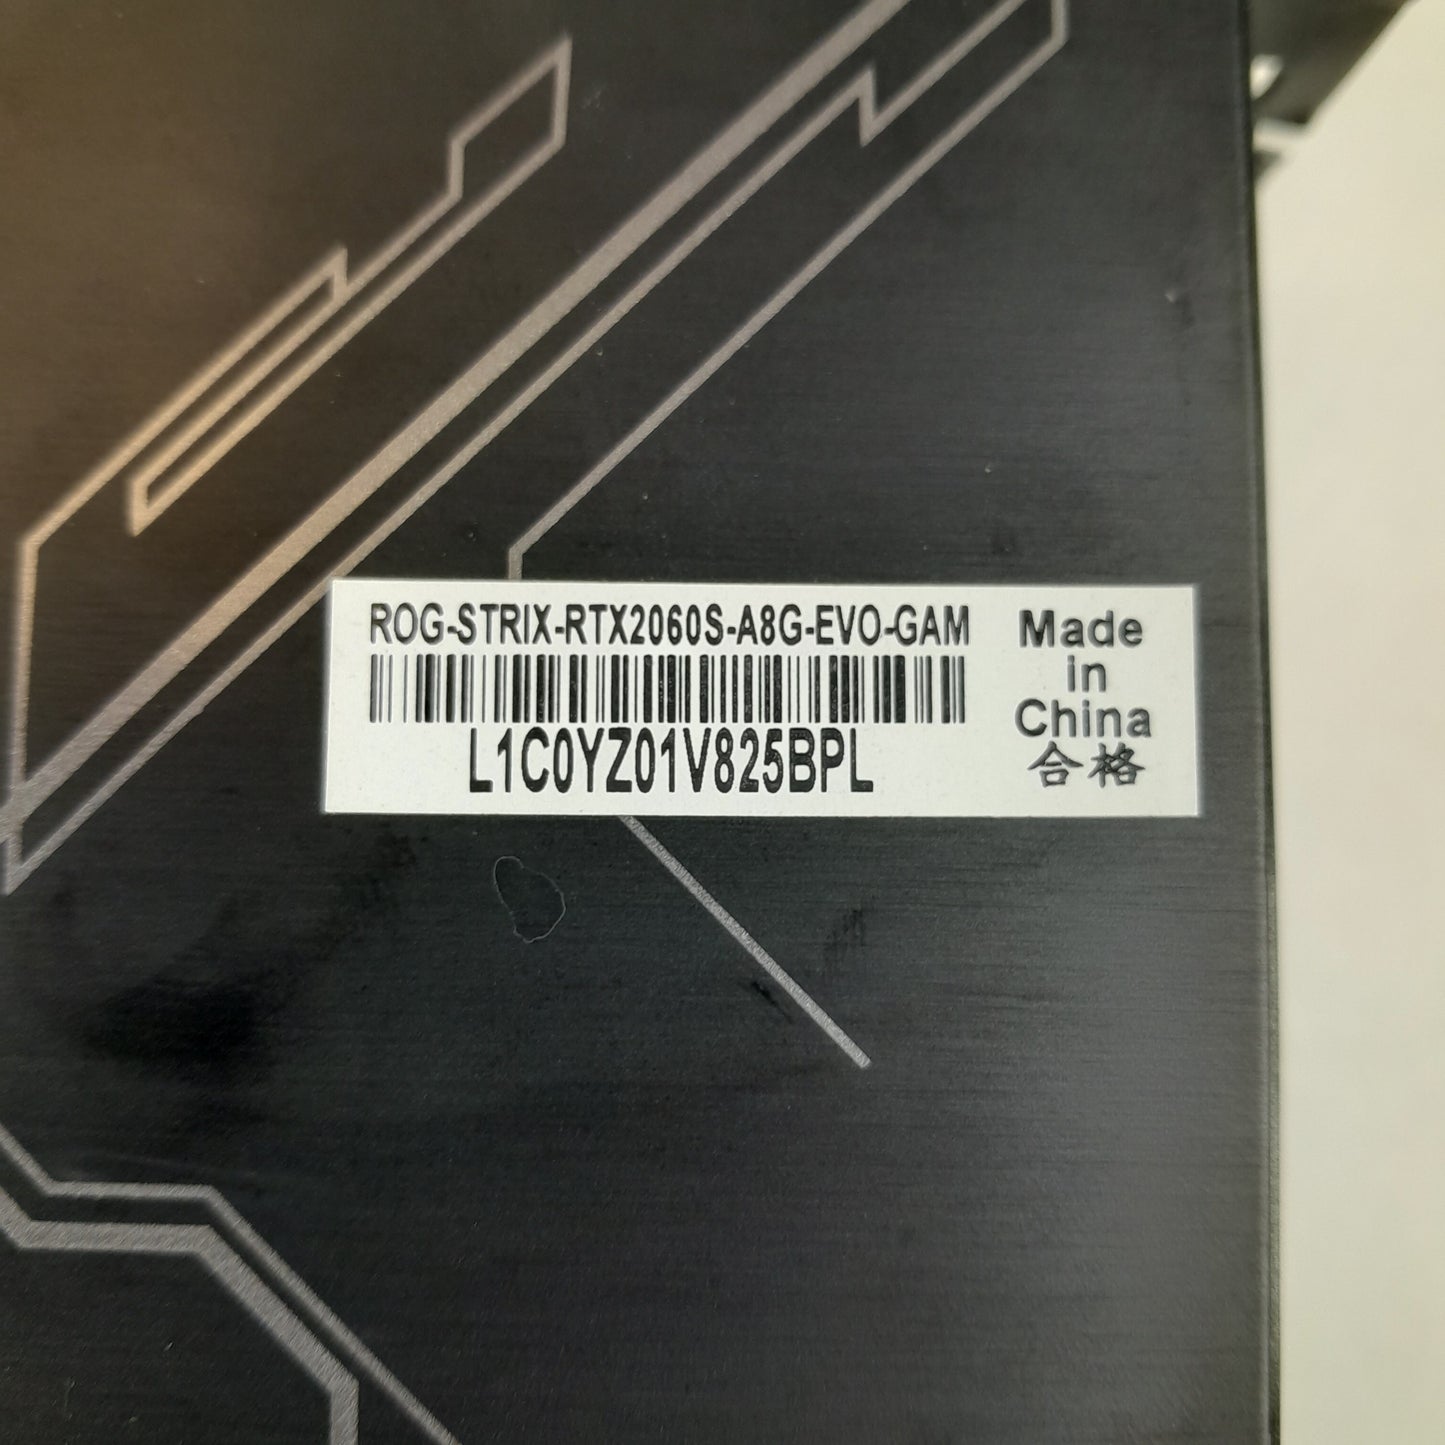 ROG-STRIX-RTX2060S-A8G-EVO-GAM
L1C0YZ01V825BPL
Made
in
China
合格